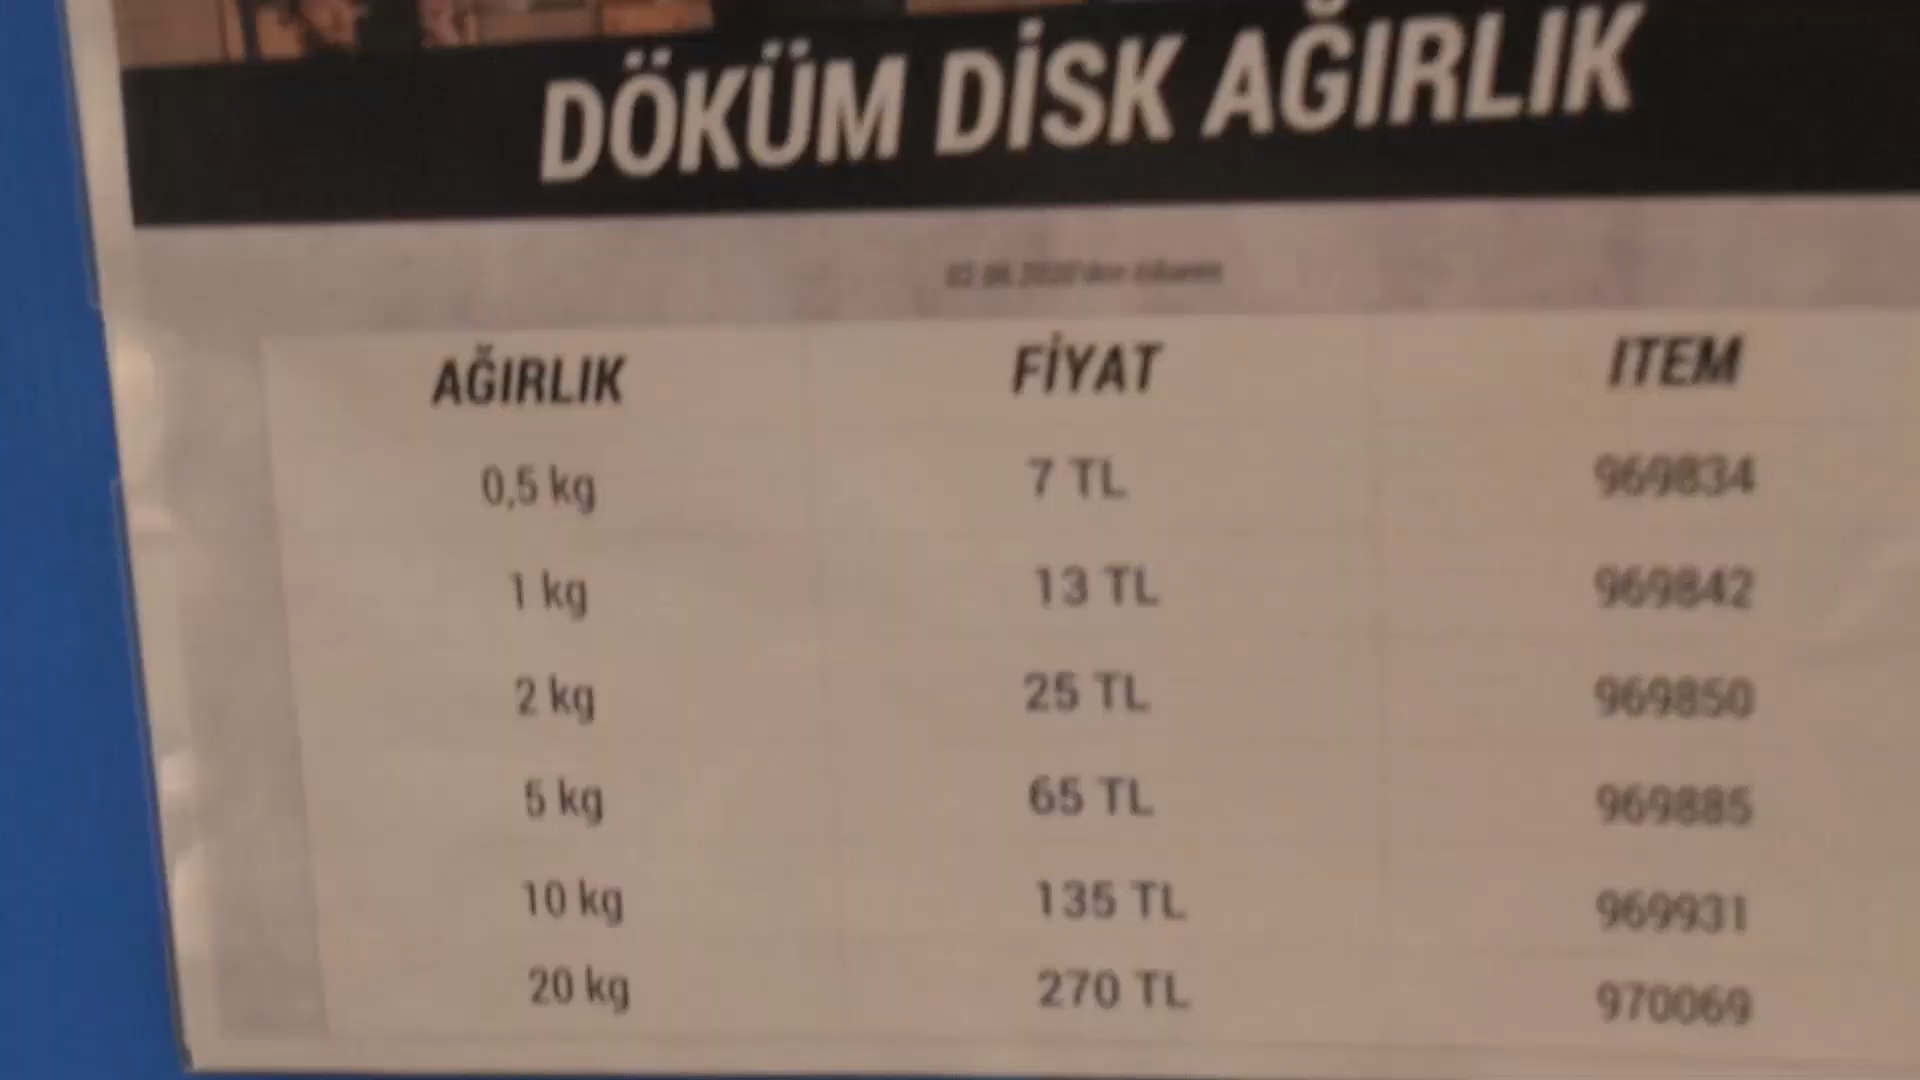 DÖKÜM DİSK AĞIRLIK
AĞIRLIK FİYAT ITEM
0,5 kg 7 TL 969834
1 kg 13 TL 969842
2 kg 25 TL 969850
5 kg 65 TL 969885
10 kg 135 TL 969931
20 kg 270 TL 970069